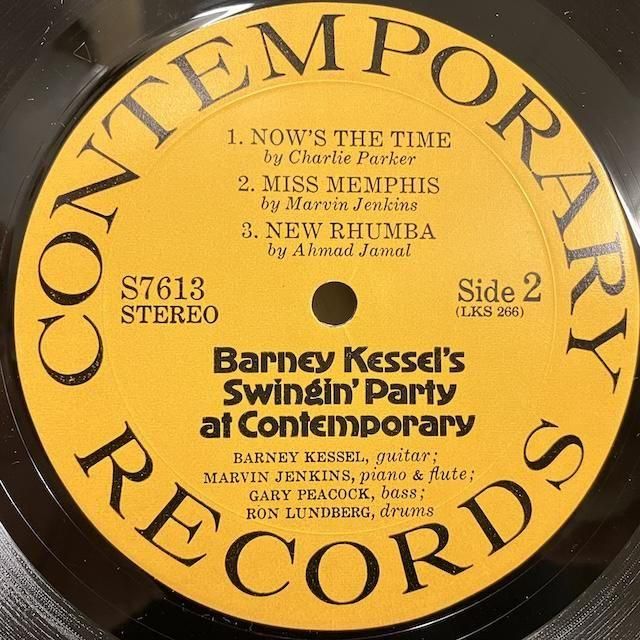 CONTEMPORARY
1. NOW'S THE TIME
by Charlie Parker
2. MISS MEMPHIS
by Marvin Jenkins
3. NEW RHUMBA
by Ahmad Jamal
S7613
STEREO
Side 2
(LKS 266)
Barney Kessel's
Swingin' Party
at Contemporary
BARNEY KESSEL, guitar;
MARVIN JENKINS, piano & flute;
GARY PEACOCK, bass;
RON LUNDBERG, drums
RECORDS